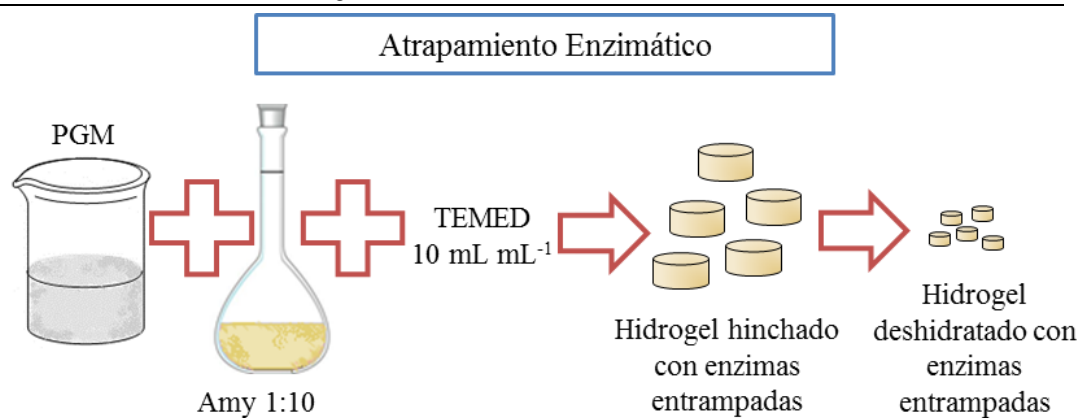 Atrapamiento Enzimático
PGM
TEMED
10 mL mL⁻¹
Amy 1:10
Hidrogel hinchado
con enzimas
entrampadas
Hidrogel
deshidratado con
enzimas
entrampadas